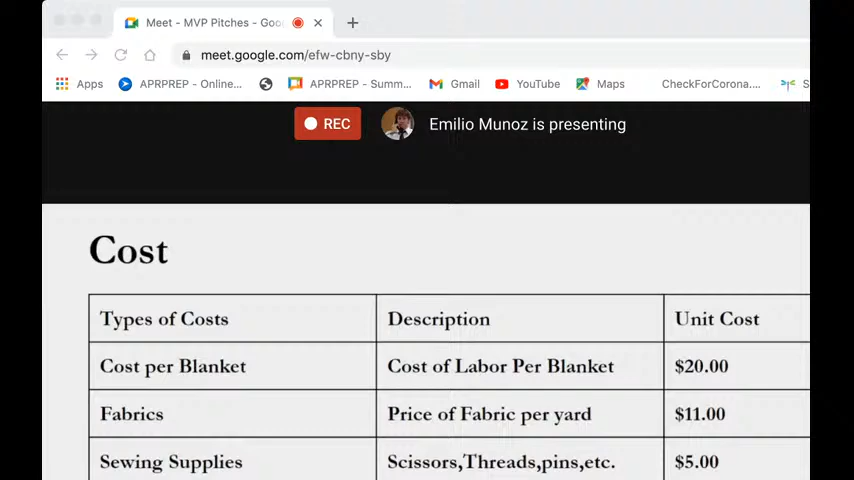 Meet - MVP Pitches - Goo
meet.google.com/efw-cbny-sby
Apps APRPREP - Online... APRPREP - Summ... Gmail YouTube Maps CheckForCorona.... S
REC Emilio Munoz is presenting
Cost
Types of Costs Description Unit Cost
Cost per Blanket Cost of Labor Per Blanket $20.00
Fabrics Price of Fabric per yard $11.00
Sewing Supplies Scissors,Threads,pins,etc. $5.00